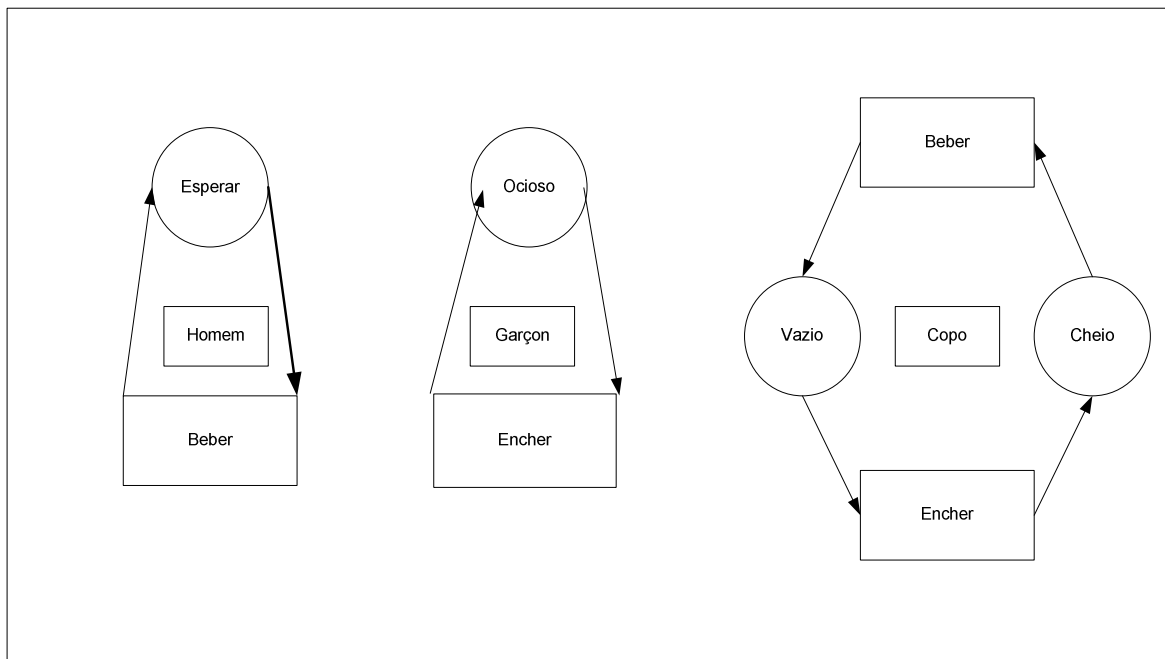 Esperar
Homem
Beber
Ocioso
Garçon
Encher
Beber
Vazio
Copo
Cheio
Encher